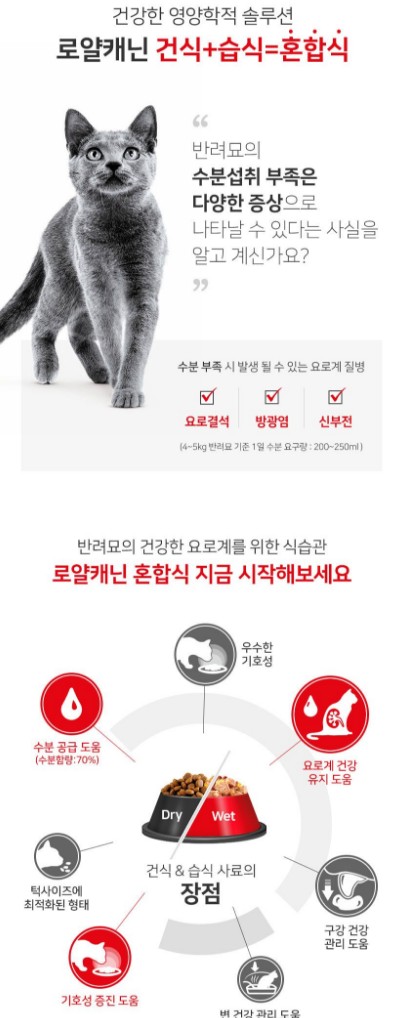 건강한 영양학적 솔루션
로얄캐닌 건식+습식=혼합식
“
반려묘의
수분섭취 부족은
다양한 증상으로
나타날 수 있다는 사실을
알고 계신가요?
”
수분 부족 시 발생 될 수 있는 요로계 질병
요로결석 방광염 신부전
(4~5kg 반려묘 기준 1일 수분 요구량 : 200~250ml)
반려묘의 건강한 요로계를 위한 식습관
로얄캐닌 혼합식 지금 시작해보세요
우수한
기호성
수분 공급 도움
(수분함량:70%)
요로계 건강
유지 도움
Dry Wet
건식 & 습식 사료의
장점
턱사이즈에
최적화된 형태
구강 건강
관리 도움
기호성 증진 도움
변 건강 관리 도움